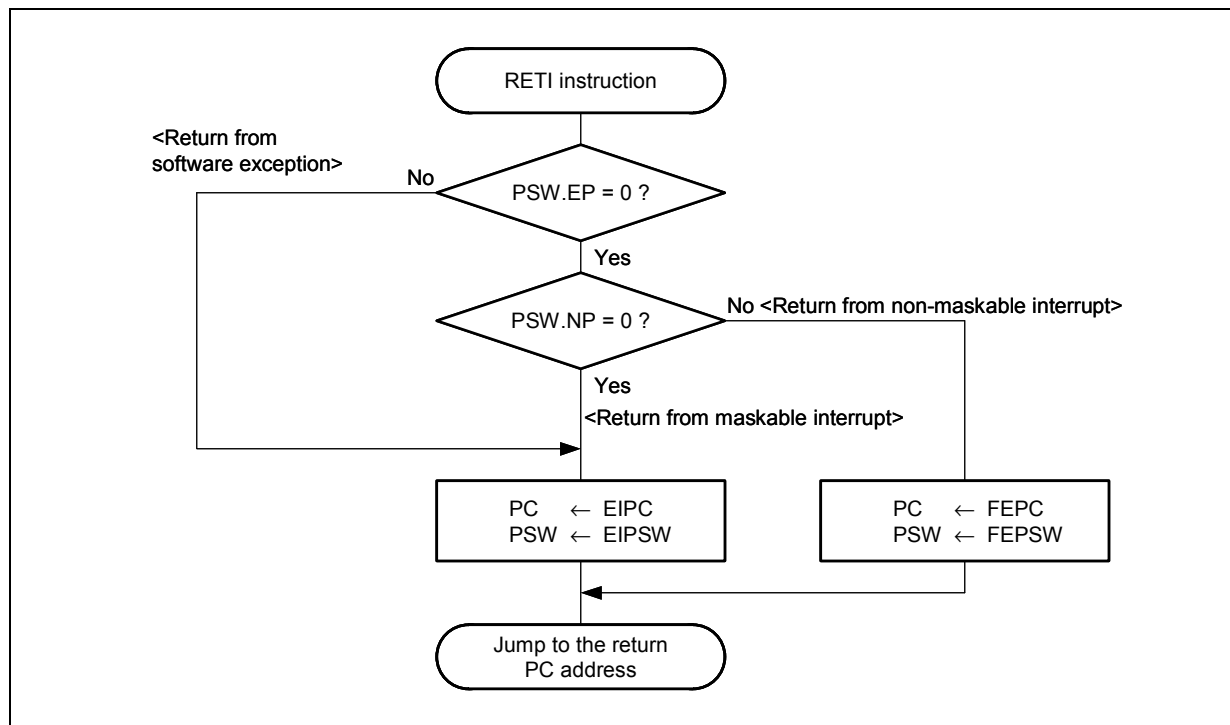 RETI instruction
<Return from
software exception>
No
PSW.EP = 0 ?
Yes
PSW.NP = 0 ?
No <Return from non-maskable interrupt>
Yes
<Return from maskable interrupt>
PC ← EIPC
PSW ← EIPSW
PC ← FEPC
PSW ← FEPSW
Jump to the return
PC address